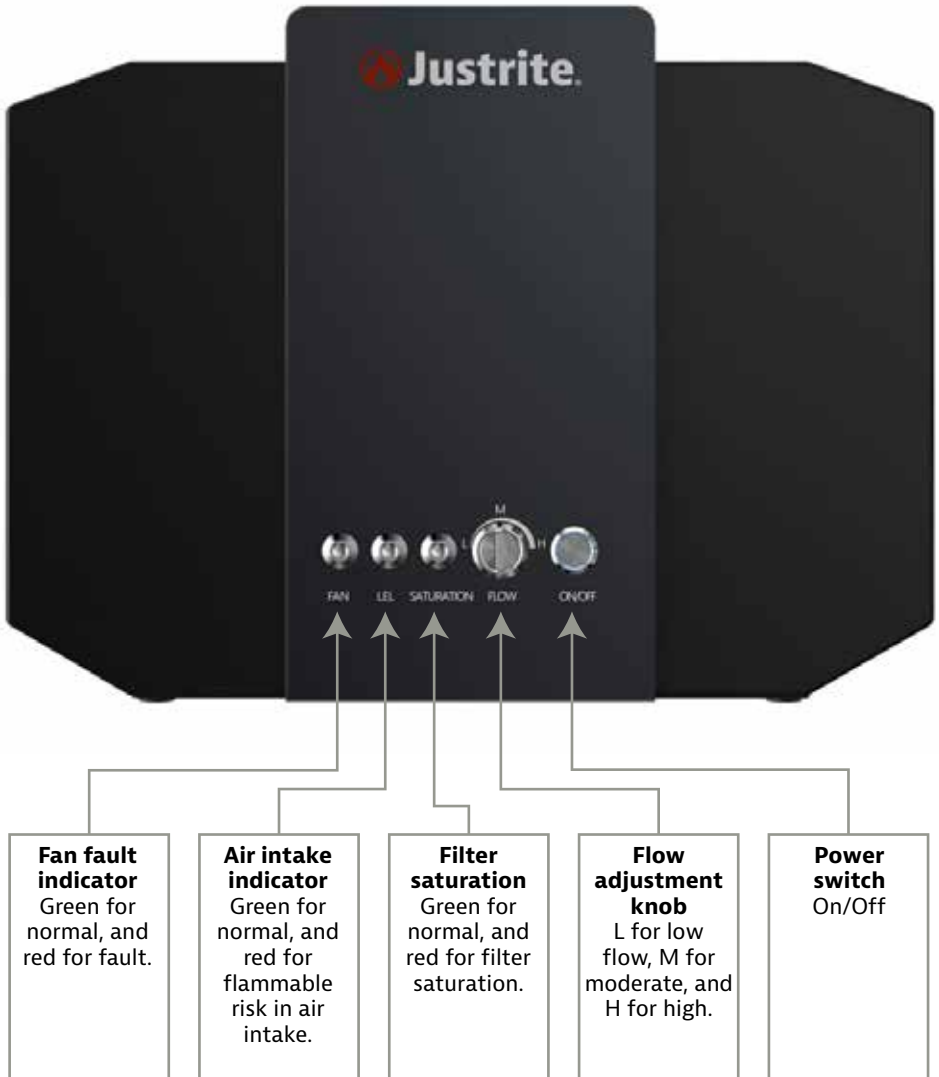 Justrite.
M
L
H
FAN LEL SATURATION FLOW ON/OFF
Fan fault
indicator
Green for
normal, and
red for fault.
Air intake
indicator
Green for
normal, and
red for
flammable
risk in air
intake.
Filter
saturation
Green for
normal, and
red for filter
saturation.
Flow
adjustment
knob
L for low
flow, M for
moderate, and
H for high.
Power
switch
On/Off